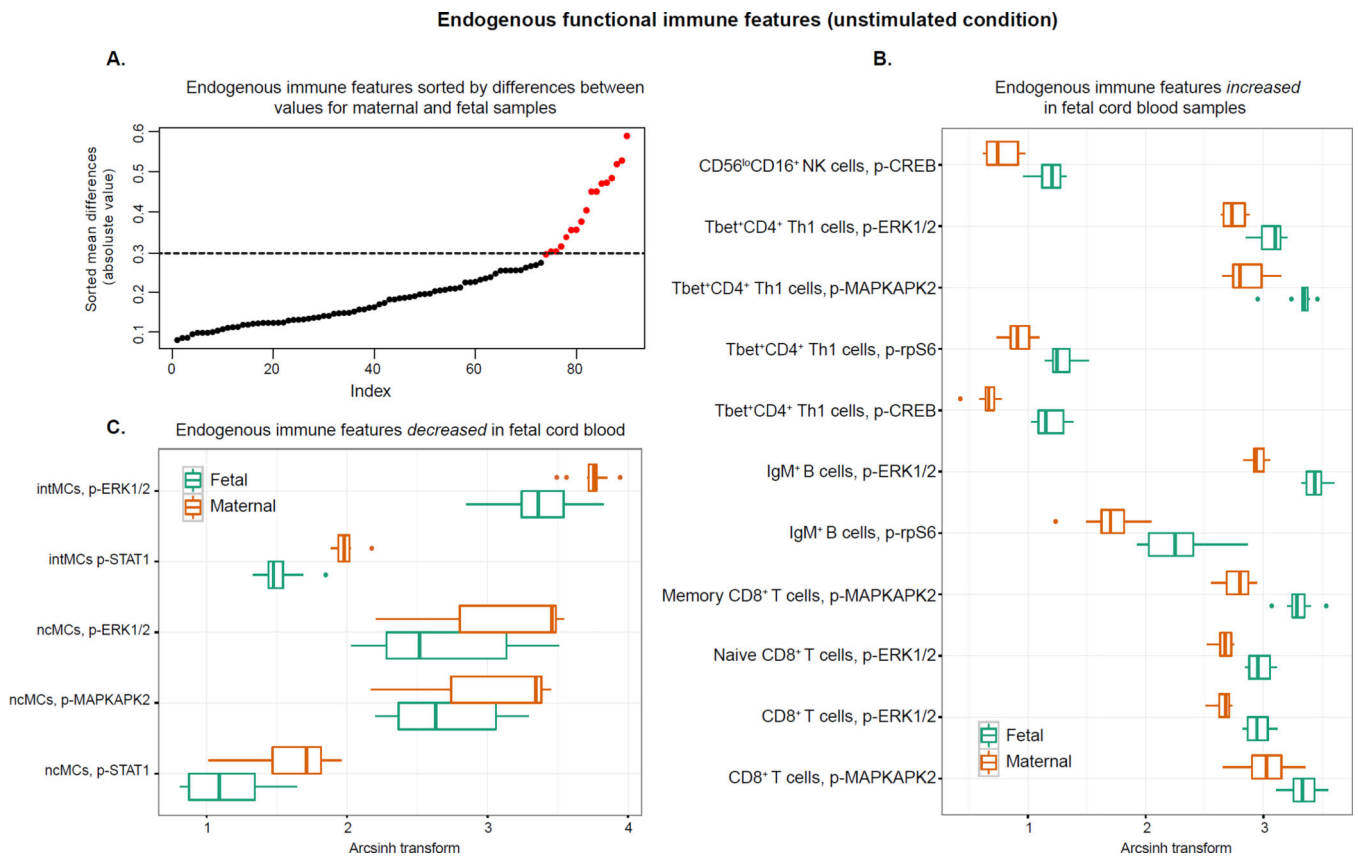 Endogenous functional immune features (unstimulated condition)
A.
Endogenous immune features sorted by differences between
values for maternal and fetal samples
Sorted mean differences
(absoluste value)
0.6
0.5
0.4
0.3
0.2
0.1
0
20
40
60
80
Index
B.
Endogenous immune features increased
in fetal cord blood samples
CD56loCD16+ NK cells, p-CREB
Tbet+CD4+ Th1 cells, p-ERK1/2
Tbet+CD4+ Th1 cells, p-MAPKAPK2
Tbet+CD4+ Th1 cells, p-rpS6
Tbet+CD4+ Th1 cells, p-CREB
IgM+ B cells, p-ERK1/2
IgM+ B cells, p-rpS6
Memory CD8+ T cells, p-MAPKAPK2
Naive CD8+ T cells, p-ERK1/2
CD8+ T cells, p-ERK1/2
CD8+ T cells, p-MAPKAPK2
Fetal
Maternal
1
2
3
Arcsinh transform
C.
Endogenous immune features decreased in fetal cord blood
Fetal
Maternal
intMCs, p-ERK1/2
intMCs p-STAT1
ncMCs, p-ERK1/2
ncMCs, p-MAPKAPK2
ncMCs, p-STAT1
1
2
3
4
Arcsinh transform